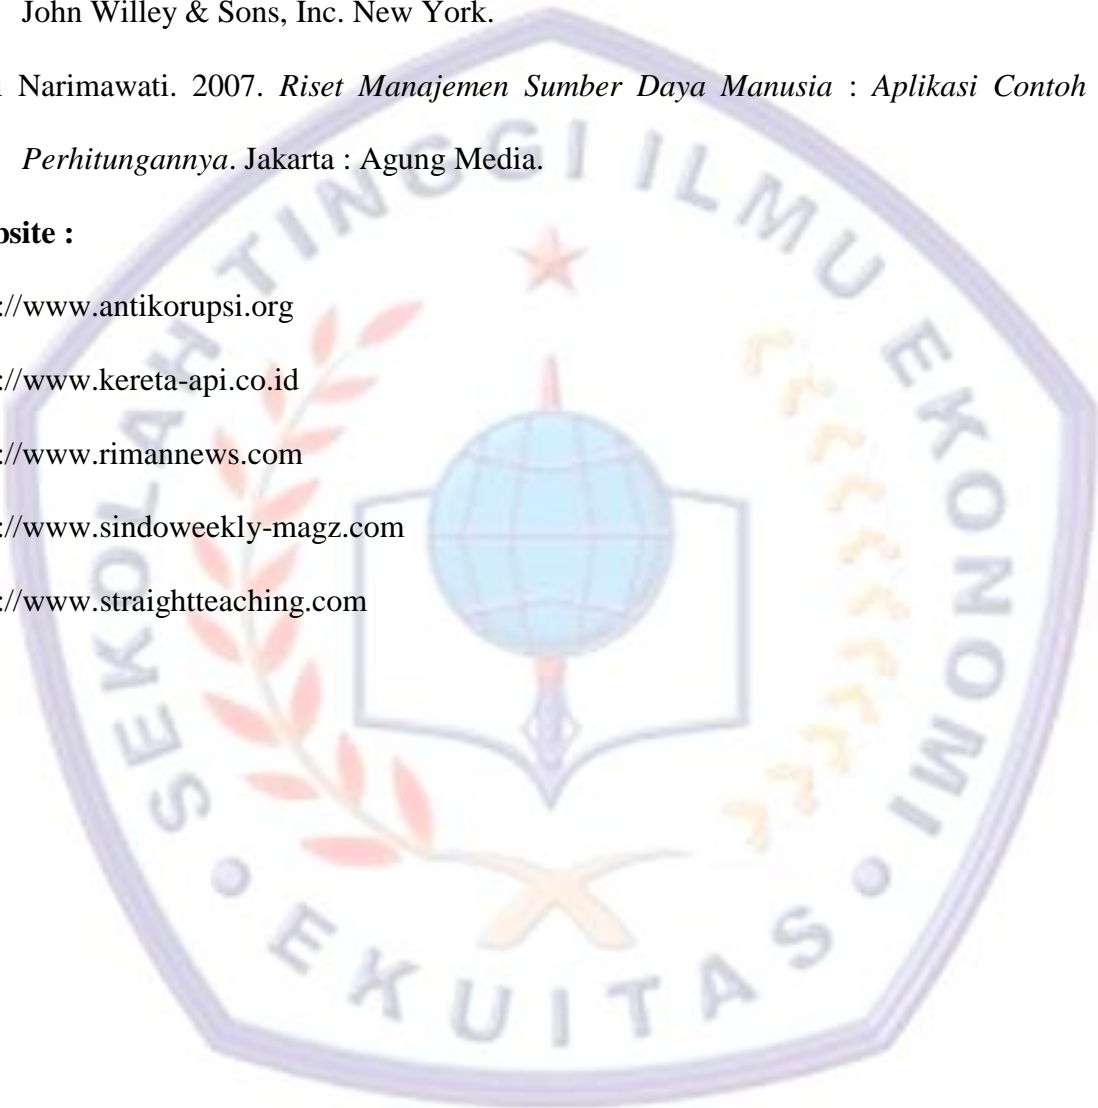 John Willey & Sons, Inc. New York.
i Narimawati. 2007. Riset Manajemen Sumber Daya Manusia : Aplikasi Contoh
Perhitungannya. Jakarta : Agung Media.
bsite :
://www.antikorupsi.org
://www.kereta-api.co.id
://www.rimannews.com
://www.sindoweekly-magz.com
://www.straightteaching.com
SEKOLAH TINGGI ILMU EKONOMI
EKUITAS